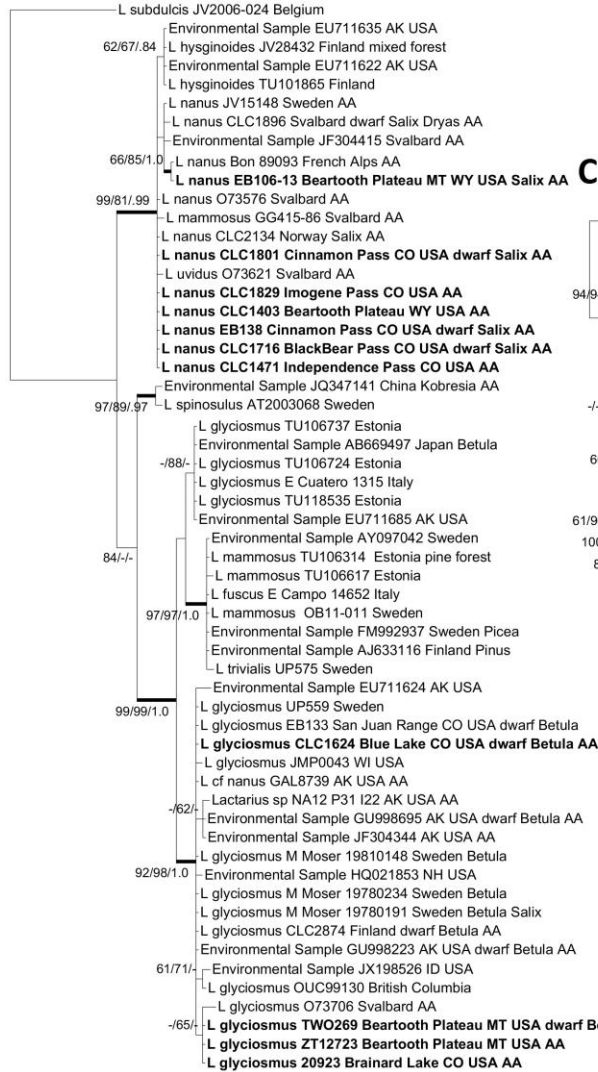 L subdulcis JV2006-024 Belgium
Environmental Sample EU711635 AK USA
62/67/.84
L hysginoides JV28432 Finland mixed forest
Environmental Sample EU711622 AK USA
L hysginoides TU101865 Finland
L nanus JV15148 Sweden AA
L nanus CLC1896 Svalbard dwarf Salix Dryas AA
Environmental Sample JF304415 Svalbard AA
66/85/1.0
L nanus Bon 89093 French Alps AA
C
L nanus EB106-13 Beartooth Plateau MT WY USA Salix AA
99/81/.99
L nanus O73576 Svalbard AA
L mammosus GG415-86 Svalbard AA
L nanus CLC2134 Norway Salix AA
L nanus CLC1801 Cinnamon Pass CO USA dwarf Salix AA
L uvidus O73621 Svalbard AA
L nanus CLC1829 Imogene Pass CO USA AA
94/9
L nanus CLC1403 Beartooth Plateau WY USA AA
L nanus EB138 Cinnamon Pass CO USA dwarf Salix AA
L nanus CLC1716 BlackBear Pass CO USA dwarf Salix AA
L nanus CLC1471 Independence Pass CO USA AA
Environmental Sample JQ347141 China Kobresia AA
97/89/.97
L spinosulus AT2003068 Sweden
-/-
L glyciosmus TU106737 Estonia
Environmental Sample AB669497 Japan Betula
-/88/-
L glyciosmus TU106724 Estonia
L glyciosmus E Cuatero 1315 Italy
L glyciosmus TU118535 Estonia
Environmental Sample EU711685 AK USA
61/9
Environmental Sample AY097042 Sweden
100
84/-/-
L mammosus TU106314 Estonia pine forest
8
L mammosus TU106617 Estonia
L fuscus E Campo 14652 Italy
97/97/1.0
L mammosus OB11-011 Sweden
Environmental Sample FM992937 Sweden Picea
Environmental Sample AJ633116 Finland Pinus
L trivialis UP575 Sweden
Environmental Sample EU711624 AK USA
99/99/1.0
L glyciosmus UP559 Sweden
L glyciosmus EB133 San Juan Range CO USA dwarf Betula
L glyciosmus CLC1624 Blue Lake CO USA dwarf Betula AA
L glyciosmus JMP0043 WI USA
L cf nanus GAL8739 AK USA AA
Lactarius sp NA12 P31 I22 AK USA AA
-/62/-
Environmental Sample GU998695 AK USA dwarf Betula AA
Environmental Sample JF304344 AK USA AA
L glyciosmus M Moser 19810148 Sweden Betula
92/98/1.0
Environmental Sample HQ021853 NH USA
L glyciosmus M Moser 19780234 Sweden Betula
L glyciosmus M Moser 19780191 Sweden Betula Salix
L glyciosmus CLC2874 Finland dwarf Betula AA
Environmental Sample GU998223 AK USA dwarf Betula AA
61/71/-
Environmental Sample JX198526 ID USA
L glyciosmus OUC99130 British Columbia
L glyciosmus O73706 Svalbard AA
-/65/-
L glyciosmus TWO269 Beartooth Plateau MT USA dwarf Be
L glyciosmus ZT12723 Beartooth Plateau MT USA AA
L glyciosmus 20923 Brainard Lake CO USA AA